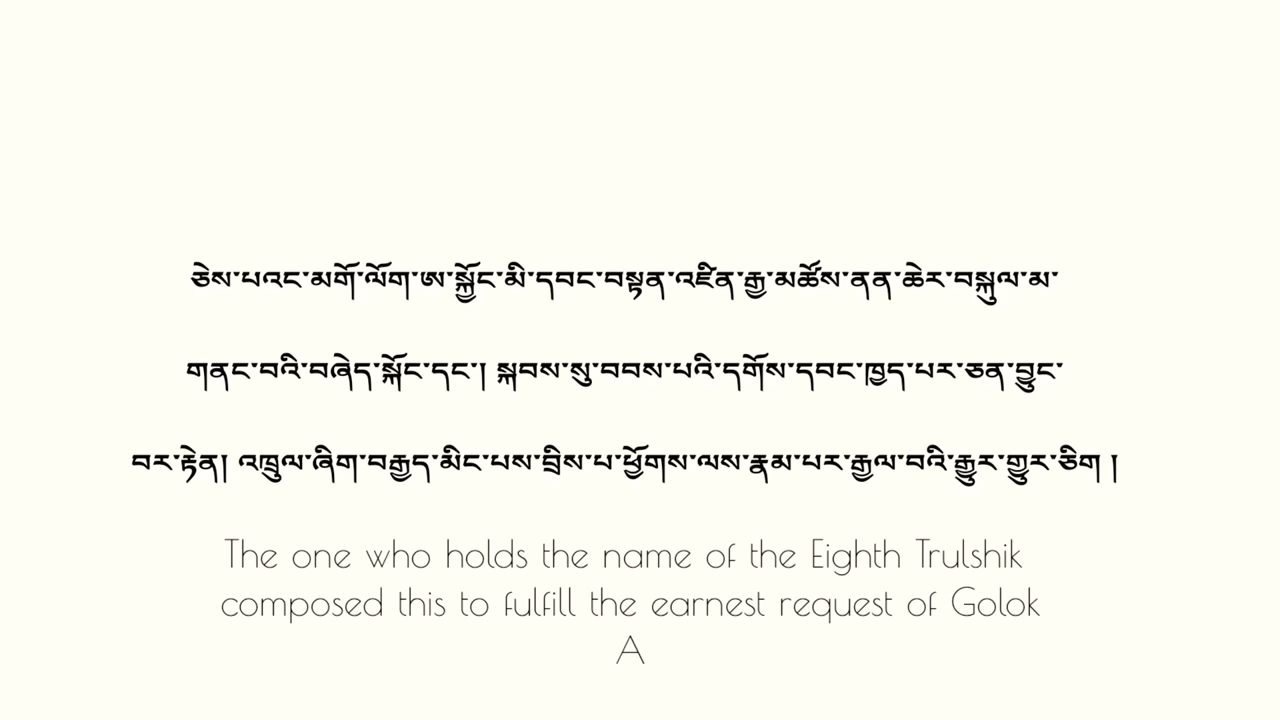 ཅེས་པའང་མགོ་ལོག་ཨ་སྐྱོང་མི་དབང་བསྟན་འཛིན་རྒྱ་མཚོས་ནན་ཆེར་བསྐུལ་མ་
གནང་བའི་བཞེད་སྐོང་དང་། སྐབས་སུ་བབས་པའི་དགོས་དབང་ཁྱད་པར་ཅན་བྱུང་
བར་རྟེན། འཁྲུལ་ཞིག་བརྒྱད་མིང་པས་བྲིས་པ་ཕྱོགས་ལས་རྣམ་པར་རྒྱལ་བའི་རྒྱུར་གྱུར་ཅིག །
The one who holds the name of the Eighth Trulshik
composed this to fulfill the earnest request of Golok
A